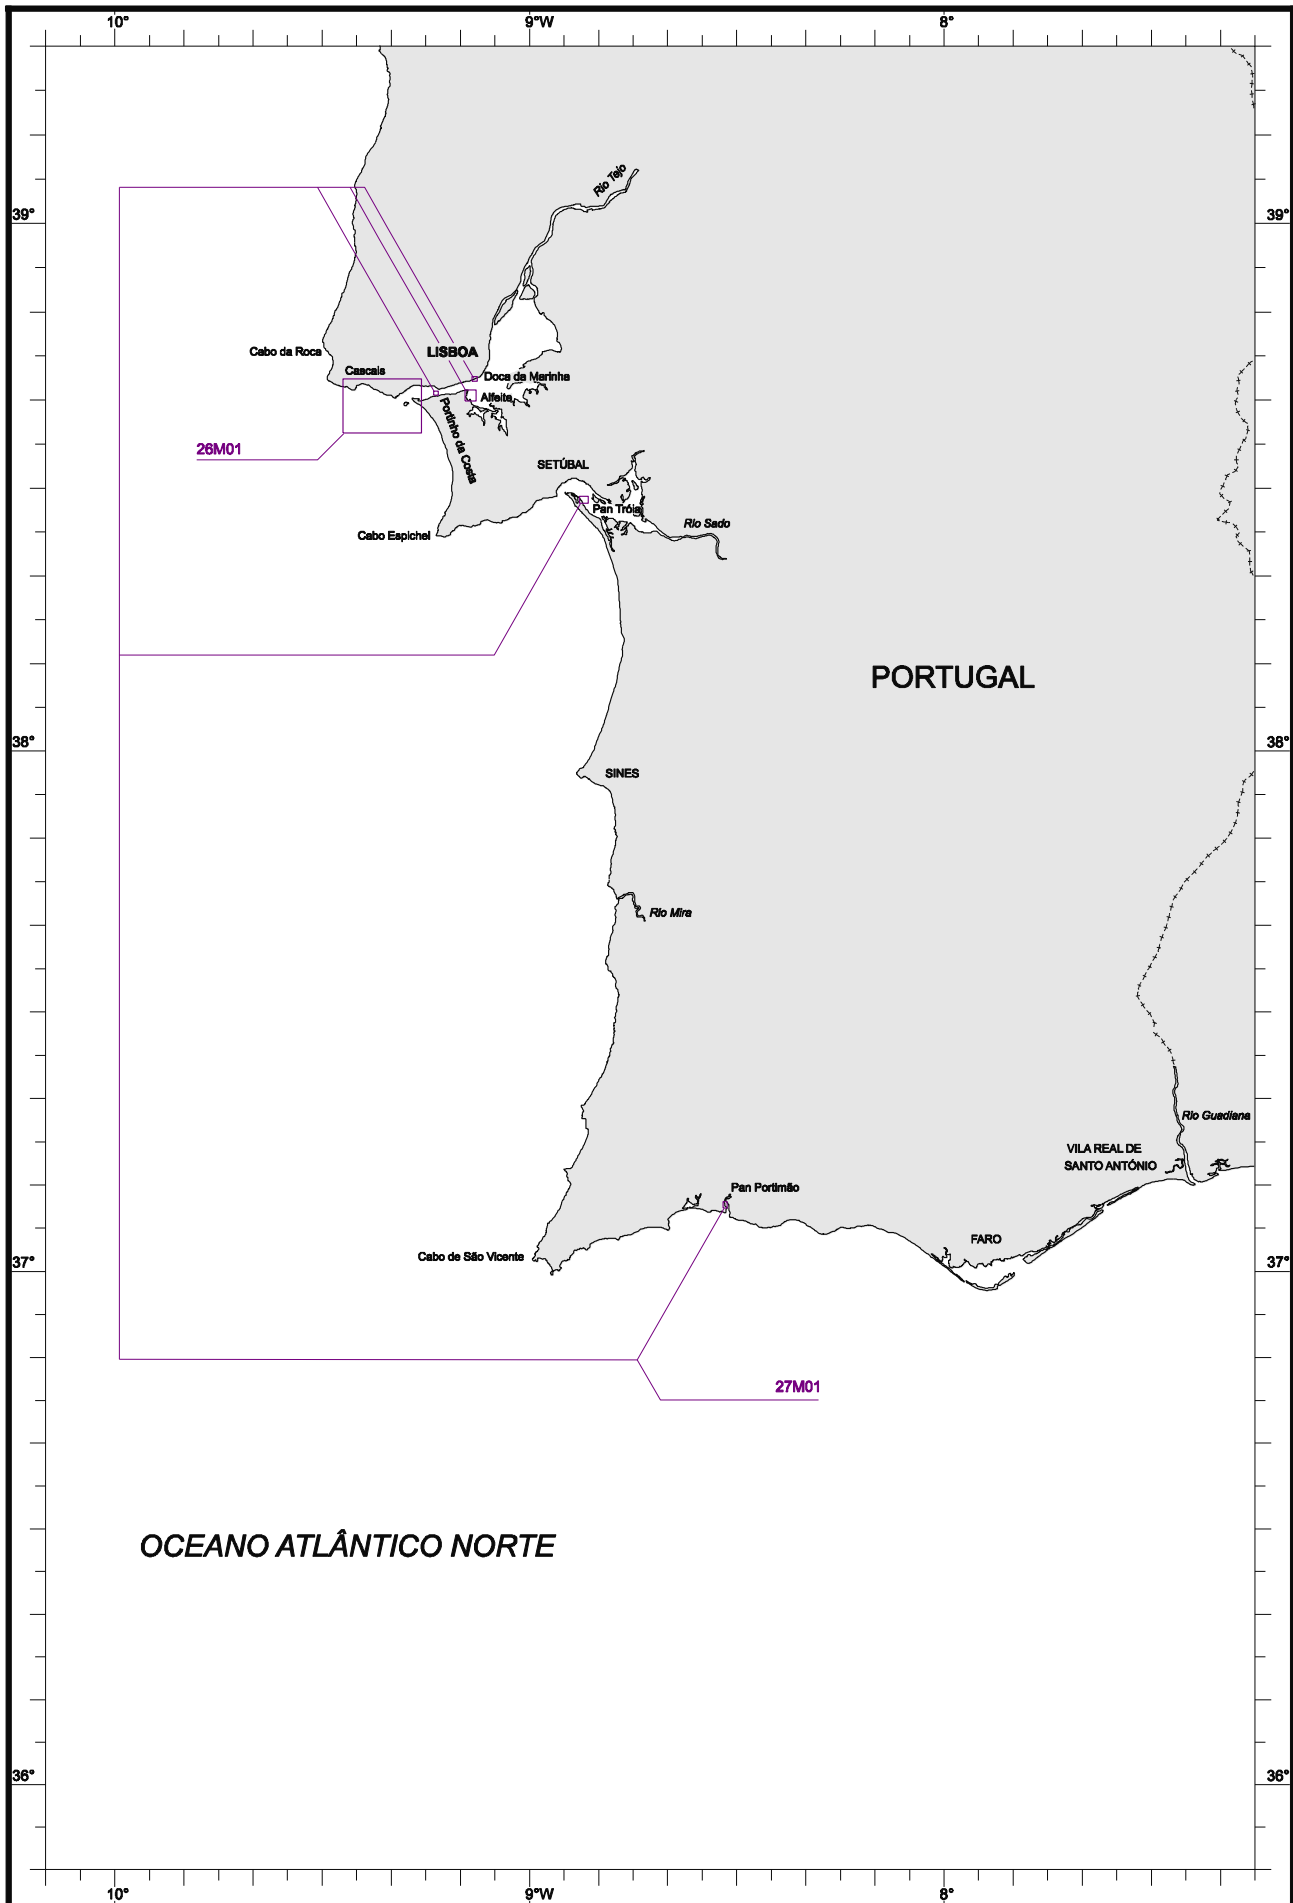 10°
9°W
8°
Rio Tejo
39°
39°
Cabo da Roca
LISBOA
Cascais
Doca da Marinha
Alfeite
Portinho da Costa
26M01
SETÚBAL
Pan Tróia
Rio Sado
Cabo Espichel
PORTUGAL
38°
38°
SINES
Rio Mira
Rio Guadiana
VILA REAL DE
SANTO ANTÓNIO
Pan Portimão
FARO
Cabo de São Vicente
37°
37°
27M01
OCEANO ATLÂNTICO NORTE
36°
36°
10°
9°W
8°